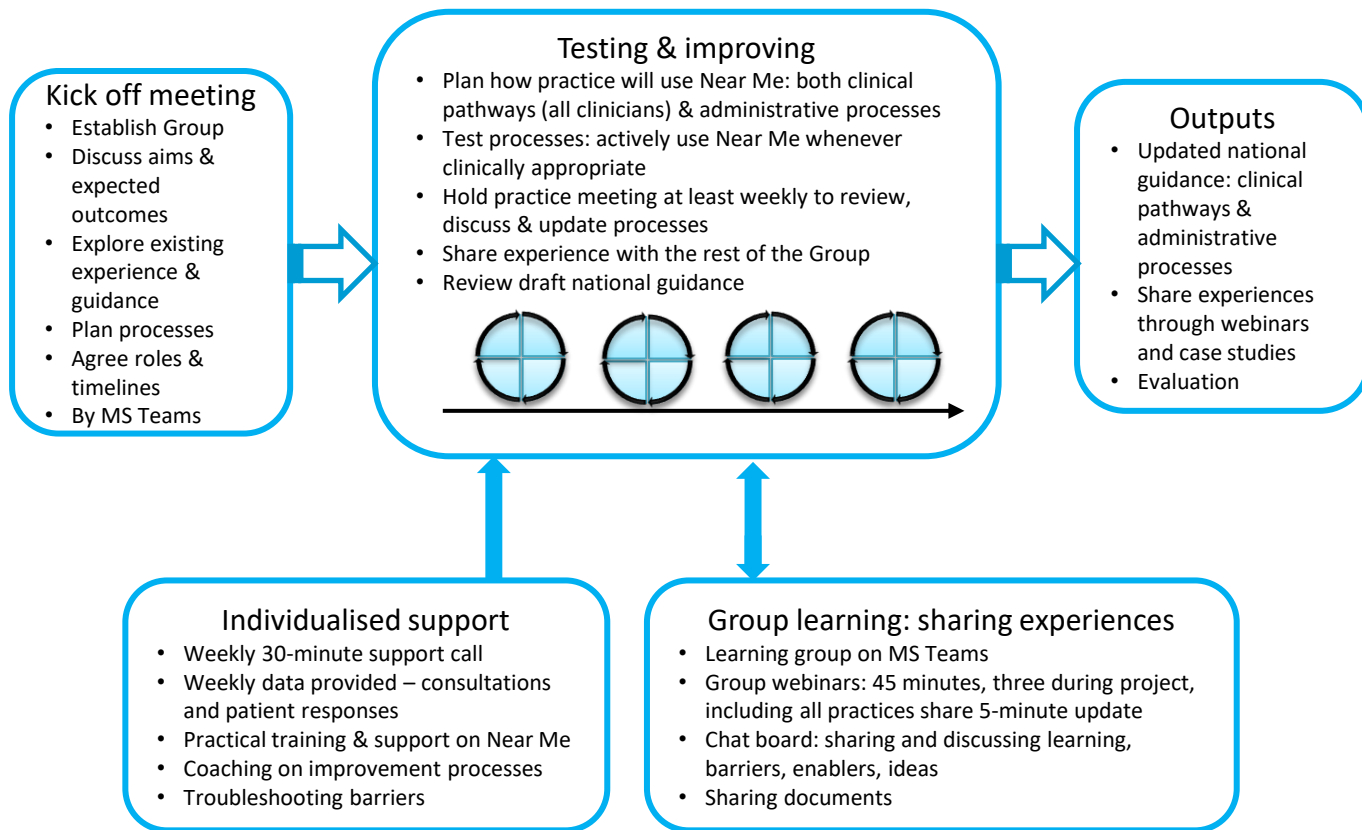 Kick off meeting
• Establish Group
• Discuss aims &
expected
outcomes
• Explore existing
experience &
guidance
• Plan processes
• Agree roles &
timelines
• By MS Teams
Testing & improving
• Plan how practice will use Near Me: both clinical
pathways (all clinicians) & administrative processes
• Test processes: actively use Near Me whenever
clinically appropriate
• Hold practice meeting at least weekly to review,
discuss & update processes
• Share experience with the rest of the Group
• Review draft national guidance
Outputs
• Updated national
guidance: clinical
pathways &
administrative
processes
• Share experiences
through webinars
and case studies
• Evaluation
Individualised support
• Weekly 30-minute support call
• Weekly data provided – consultations
and patient responses
• Practical training & support on Near Me
• Coaching on improvement processes
• Troubleshooting barriers
Group learning: sharing experiences
• Learning group on MS Teams
• Group webinars: 45 minutes, three during project,
including all practices share 5-minute update
• Chat board: sharing and discussing learning,
barriers, enablers, ideas
• Sharing documents